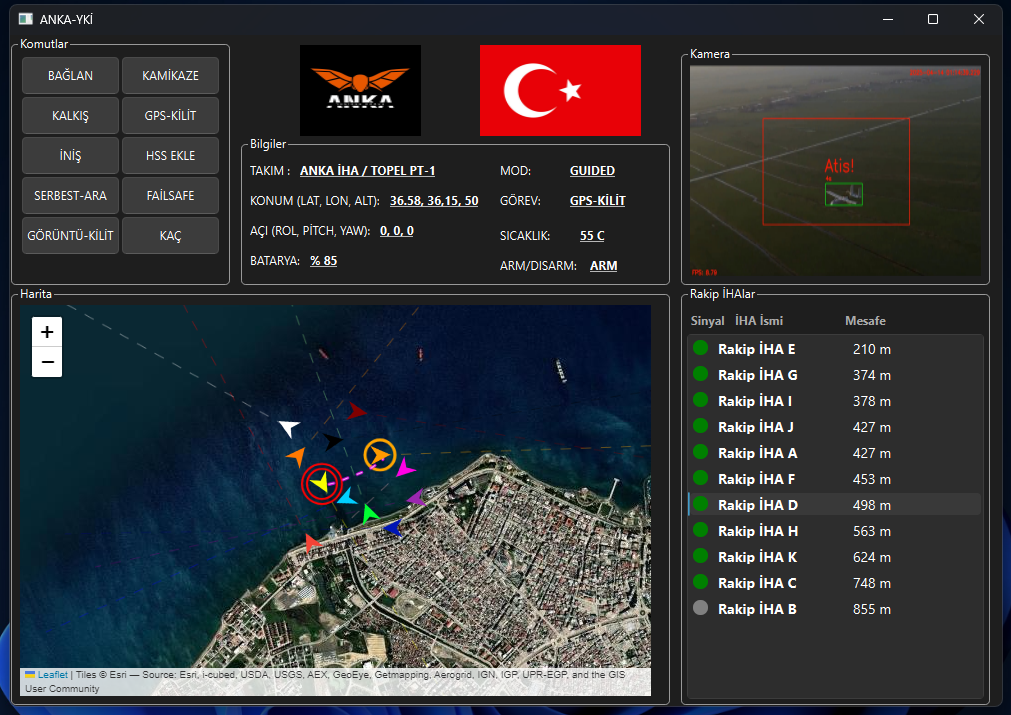 ANKA-YKİ
Komutlar
BAĞLAN
KAMİKAZE
KALKIŞ
GPS-KİLİT
İNİŞ
HSS EKLE
SERBEST-ARA
FAİLSAFE
GÖRÜNTÜ-KİLİT
KAÇ
ANKA
Bilgiler
TAKIM : ANKA İHA / TOPEL PT-1
MOD: GUIDED
KONUM (LAT, LON, ALT): 36.58, 36,15, 50
GÖREV: GPS-KİLİT
AÇI (ROL, PİTCH, YAW): 0, 0, 0
SICAKLIK: 55 C
BATARYA: % 85
ARM/DISARM: ARM
Kamera
Atis!
FPS: 8.79
Harita
+
−
Leaflet | Tiles © Esri — Source: Esri, i-cubed, USDA, USGS, AEX, GeoEye, Getmapping, Aerogrid, IGN, IGP, UPR-EGP, and the GIS
User Community
Rakip İHAlar
Sinyal İHA İsmi Mesafe
Rakip İHA E 210 m
Rakip İHA G 374 m
Rakip İHA I 378 m
Rakip İHA J 427 m
Rakip İHA A 427 m
Rakip İHA F 453 m
Rakip İHA D 498 m
Rakip İHA H 563 m
Rakip İHA K 624 m
Rakip İHA C 748 m
Rakip İHA B 855 m